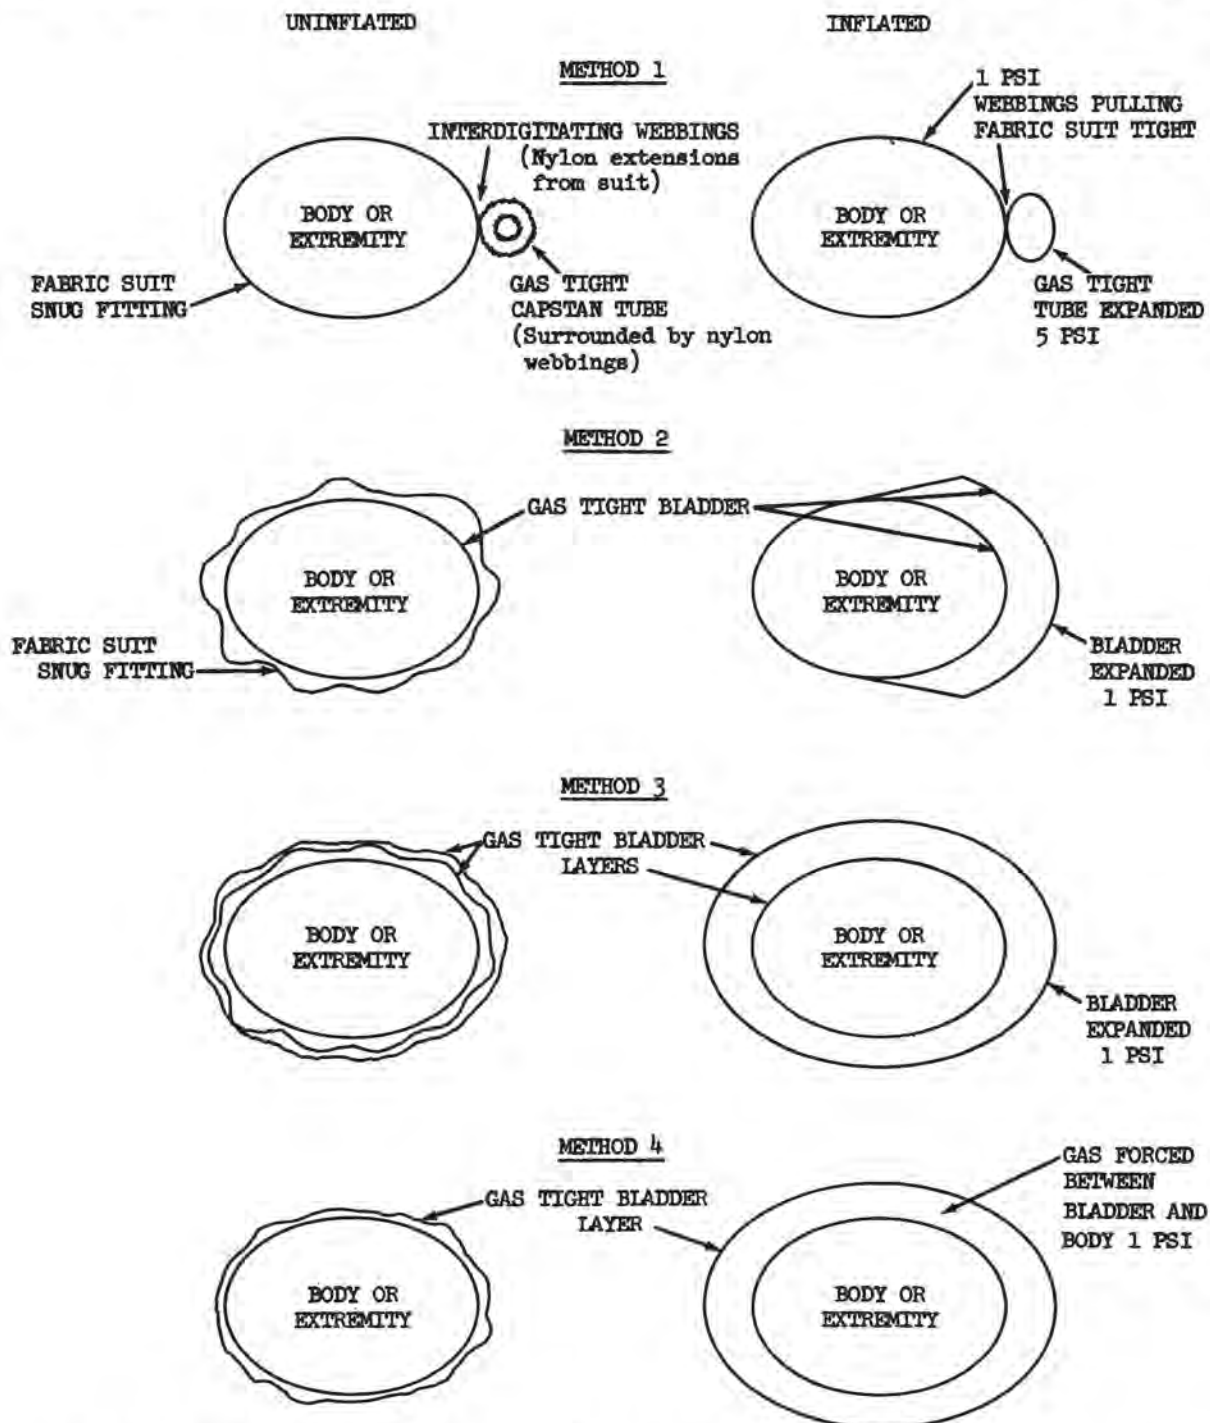 UNINFLATED
INFLATED
METHOD 1
INTERDIGITATING WEBBINGS
(Nylon extensions
from suit)
BODY OR
EXTREMITY
FABRIC SUIT
SNUG FITTING
GAS TIGHT
CAPSTAN TUBE
(Surrounded by nylon
webbings)
1 PSI
WEBBINGS PULLING
FABRIC SUIT TIGHT
BODY OR
EXTREMITY
GAS TIGHT
TUBE EXPANDED
5 PSI
METHOD 2
GAS TIGHT BLADDER
BODY OR
EXTREMITY
FABRIC SUIT
SNUG FITTING
BODY OR
EXTREMITY
BLADDER
EXPANDED
1 PSI
METHOD 3
GAS TIGHT BLADDER
LAYERS
BODY OR
EXTREMITY
BODY OR
EXTREMITY
BLADDER
EXPANDED
1 PSI
METHOD 4
GAS TIGHT BLADDER
LAYER
BODY OR
EXTREMITY
GAS FORCED
BETWEEN
BLADDER AND
BODY 1 PSI
BODY OR
EXTREMITY